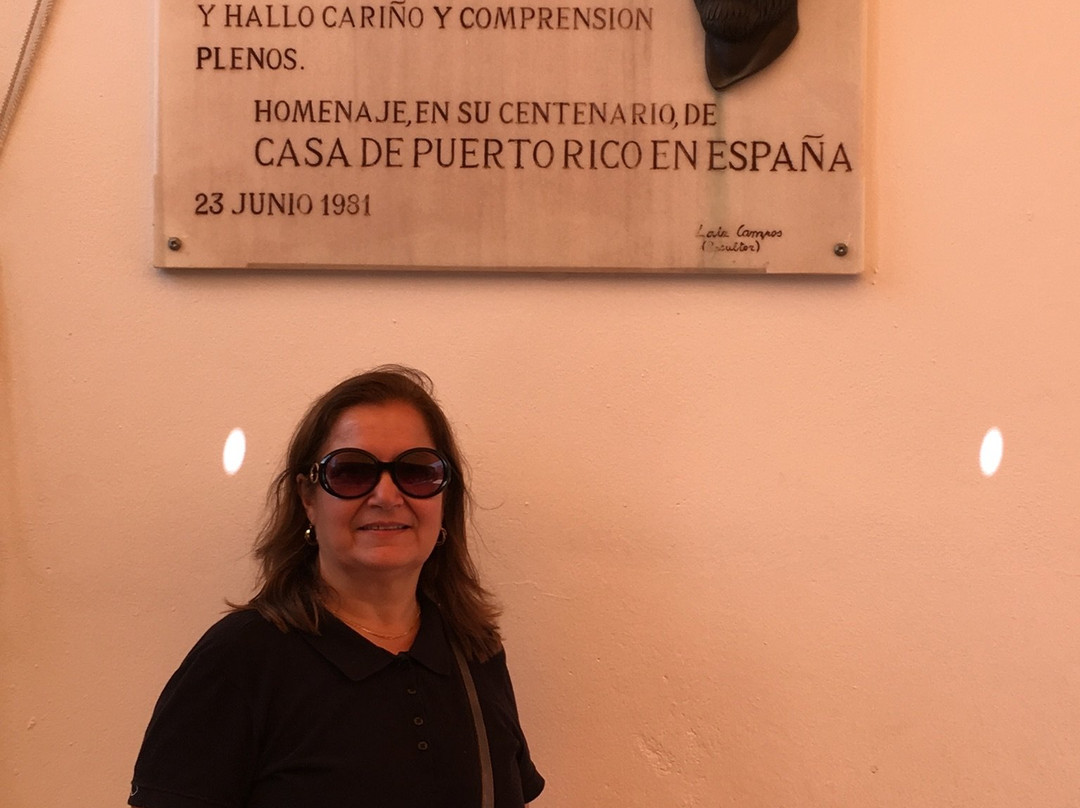 Y HALLO CARIÑO Y COMPRENSION
PLENOS.
HOMENAJE, EN SU CENTENARIO, DE
CASA DE PUERTO RICO EN ESPAÑA
23 JUNIO 1981
Campos